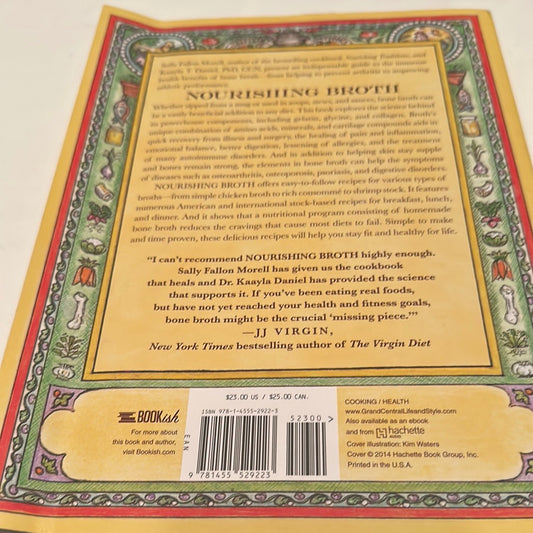 Sally Fallon Morell, author of the bestselling cookbook Nourishing Traditions, and
Kaayla T. Daniel, PhD, CCN, present an indispensable guide to the immense
health benefits of bone broth—from helping to prevent arthritis to improving
athletic performance.
NOURISHING BROTH
Whether sipped from a mug or used in soups, stews, and sauces, bone broth can
be a vastly beneficial addition to any diet. This book explores the science behind
its powerhouse components, including gelatin, glycine, and collagen. Broth's
unique combination of amino acids, minerals, and cartilage compounds aids in
quick recovery from illness and surgery, the healing of pain and inflammation,
emotional balance, better digestion, lessening of allergies, and the treatment
of many autoimmune disorders. And in addition to helping skin stay supple
and bones remain strong, the elements in bone broth can help the symptoms
of diseases such as osteoarthritis, osteoporosis, psoriasis, and digestive disorders.
NOURISHING BROTH offers easy-to-follow recipes for various types of
broths—from simple chicken broth to rich consommé to shrimp stock. It features
numerous American and international stock-based recipes for breakfast, lunch,
and dinner. And it shows that a nutritional program consisting of homemade
bone broth reduces the cravings that cause most diets to fail. Simple to make
and time proven, these delicious recipes will help you stay fit and healthy for life.
"I can't recommend NOURISHING BROTH highly enough.
Sally Fallon Morell has given us the cookbook
that heals and Dr. Kaayla Daniel has provided the science
that supports it. If you've been eating real foods,
but have not yet reached your health and fitness goals,
bone broth might be the crucial 'missing piece.'"
—JJ VIRGIN,
New York Times bestselling author of The Virgin Diet
BOOKish
For more about
this book and author,
visit Bookish.com.
$23.00 US / $25.00 CAN.
ISBN 978-1-4555-2922-3
52300
EAN
9 781455 529223
COOKING / HEALTH
www.GrandCentralLifeandStyle.com
Also available as an ebook
and from hachette AUDIO
Cover illustration: Kim Waters
Cover © 2014 Hachette Book Group, Inc.
Printed in the U.S.A.